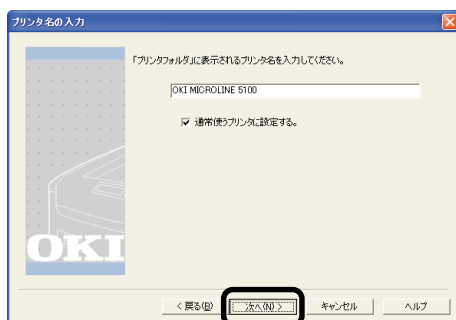 プリンタ名の入力
「プリンタフォルダ」に表示されるプリンタ名を入力してください。
OKI MICROLINE 5100
通常使うプリンタに設定する。
OKI
< 戻る(B)
次へ(N) >
キャンセル
ヘルプ